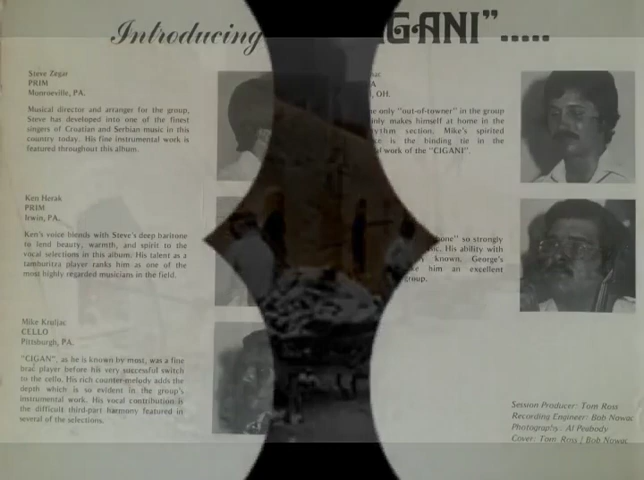 Introducing CIGANI".....
Steve Zegar
PRIM
Monroeville, PA.
Musical director and arranger for the group,
Steve has developed into one of the finest
singers of Croatian and Serbian music in this
country today. His fine instrumental work is
featured throughout this album.
Ken Herak
PRIM
Irwin, PA.
Ken's voice blends with Steve's deep baritone
to lend beauty, warmth, and spirit to the
vocal selections in this album. His talent as a
tamburitza player ranks him as one of the
most highly regarded musicians in the field.
Mike Kruljac
CELLO
Pittsburgh, PA.
"CIGAN", as he is known by most, was a fine
brac player before his very successful switch
to the cello. His rich counter-melody adds the
depth which is so evident in the group's
instrumental work. His vocal contribution is
the difficult third-part harmony featured in
several of the selections.
, OH.
only "out-of-towner" in the group
makes himself at home in the
section. Mike's spirited
is the binding tie in the
work of the "CIGANI".
so strongly
His ability with
known. George's
him an excellent
group.
Session Producer: Tom Ross
Recording Engineer: Bob Nowac
Photography: Al Peabody
Cover: Tom Ross / Bob Nowac